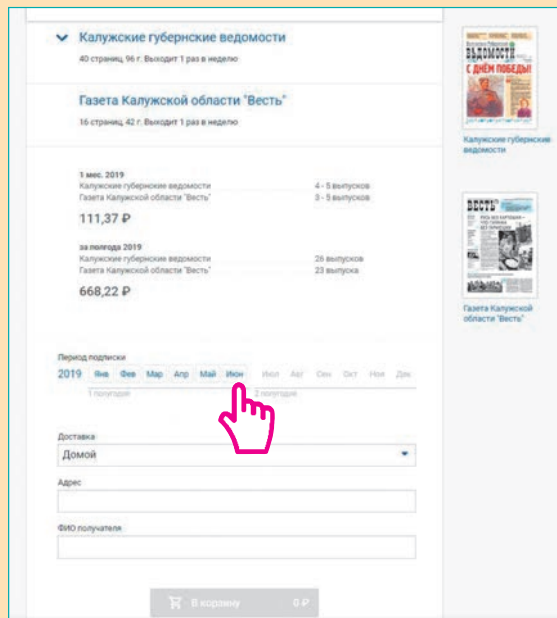 Калужские губернские ведомости
40 страниц, 96 г. Выходит 1 раз в неделю
Газета Калужской области "Весть"
16 страниц, 42 г. Выходит 1 раз в неделю
1 мес. 2019
Калужские губернские ведомости 4 - 5 выпусков
Газета Калужской области "Весть" 3 - 5 выпусков
111,37 ₽
за полгода 2019
Калужские губернские ведомости 26 выпусков
Газета Калужской области "Весть" 23 выпуска
668,22 ₽
Период подписки
2019 Янв Фев Мар Апр Май Июн Июл Авг Сен Окт Ноя Дек
1 полугодие 2 полугодие
Доставка
Домой
Адрес
ФИО получателя
В корзину 0 ₽
ВЕДОМОСТИ
С ДНЁМ ПОБЕДЫ!
Калужские губернские
ведомости
ВЕСТЬ
Газета Калужской
области "Весть"